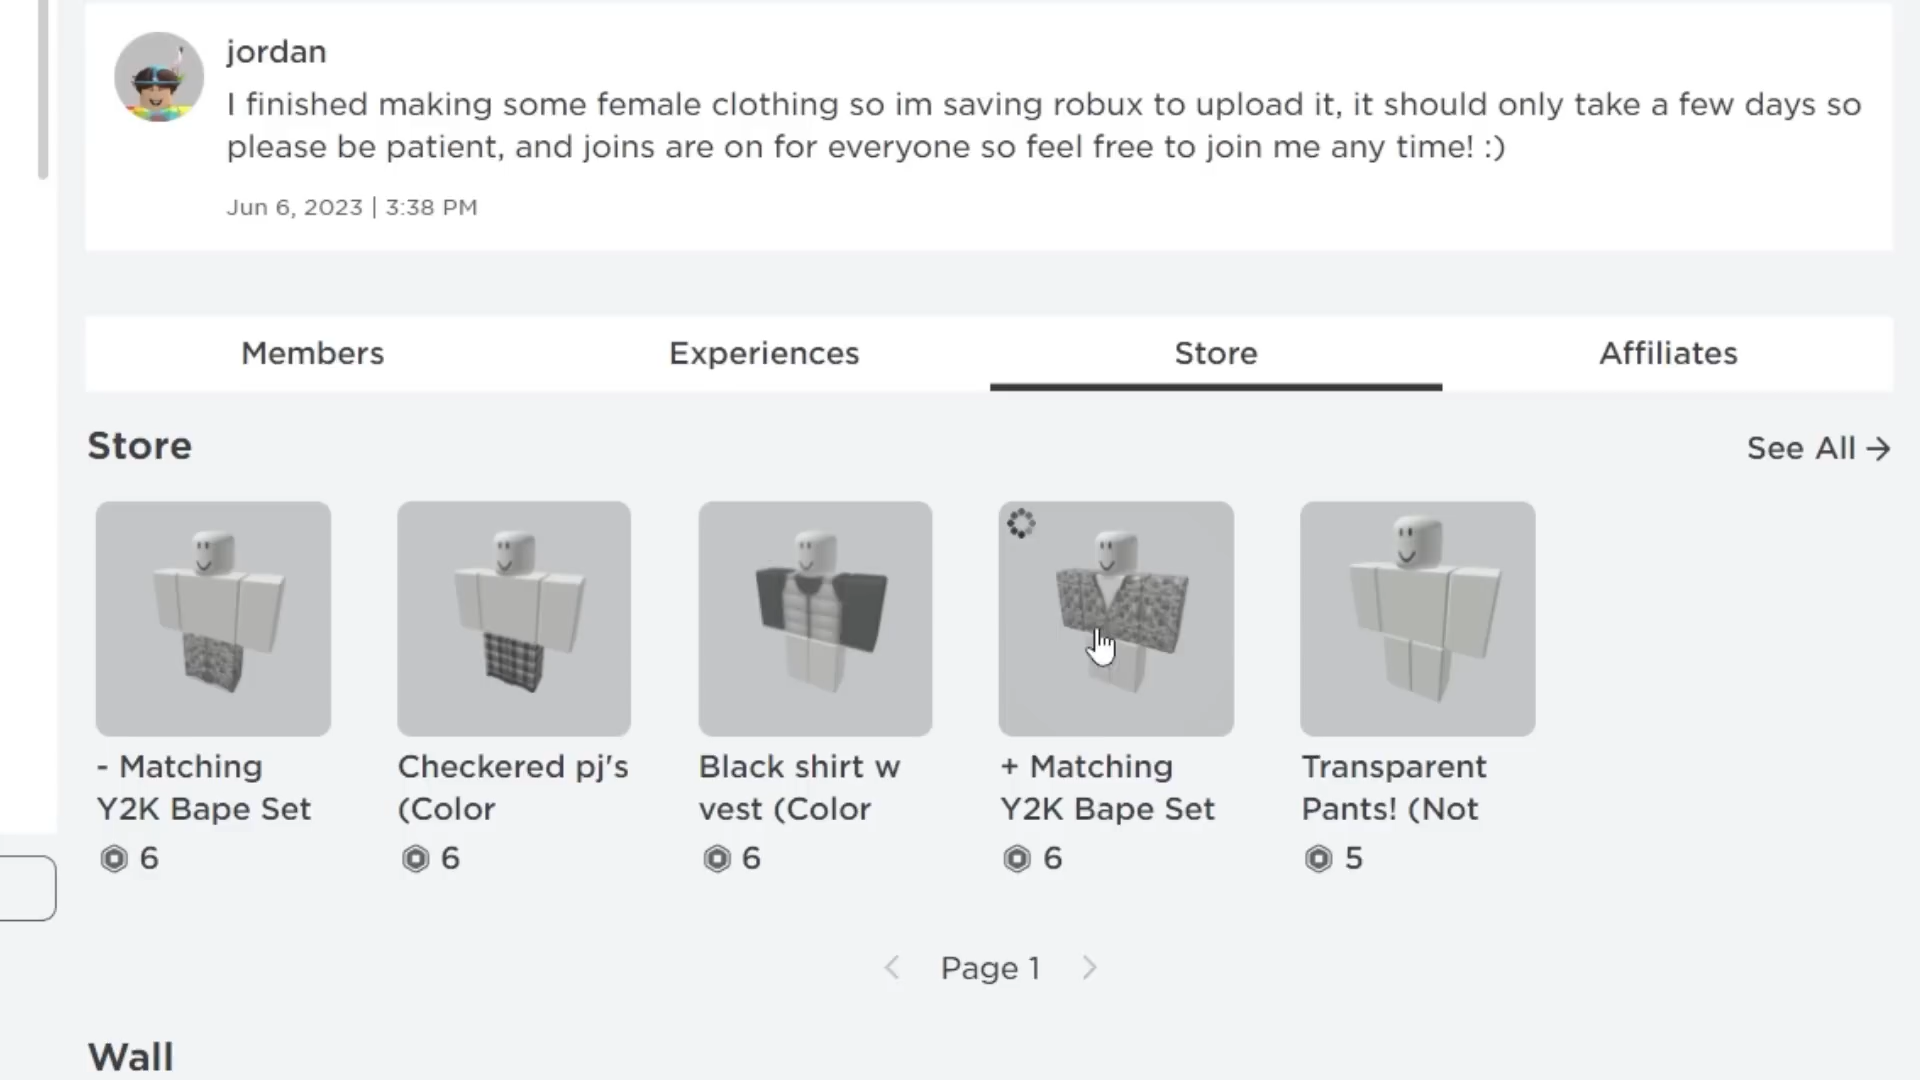 jordan
I finished making some female clothing so im saving robux to upload it, it should only take a few days so
please be patient, and joins are on for everyone so feel free to join me any time! :)
Jun 6, 2023 | 3:38 PM
Members
Experiences
Store
Affiliates
Store
See All →
- Matching
Y2K Bape Set
6
Checkered pj's
(Color
6
Black shirt w
vest (Color
6
+ Matching
Y2K Bape Set
6
Transparent
Pants! (Not
5
Page 1
Wall